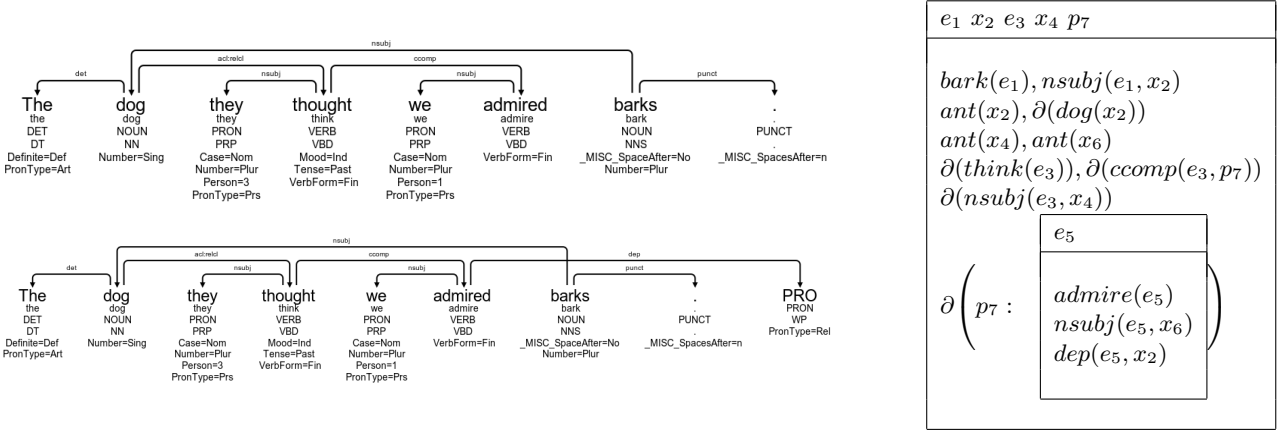 nsubj
acl:relcl ccomp
det nsubj nsubj punct
The dog they thought we admired barks .
the dog they think we admire bark .
DET NOUN PRON VERB PRON VERB NOUN PUNCT
DT NN PRP VBD PRP VBD NNS .
Definite=Def Number=Sing Case=Nom Mood=Ind Case=Nom VerbForm=Fin _MISC_SpaceAfter=No _MISC_SpacesAfter=n
PronType=Art Number=Plur Tense=Past Number=Plur Number=Plur
Person=3 VerbForm=Fin Person=1
PronType=Prs PronType=Prs
nsubj
acl:relcl ccomp dep
det nsubj nsubj punct
The dog they thought we admired barks . PRO
the dog they think we admire bark . PRON
DET NOUN PRON VERB PRON VERB NOUN PUNCT WP
DT NN PRP VBD PRP VBD NNS . PronType=Rel
Definite=Def Number=Sing Case=Nom Mood=Ind Case=Nom VerbForm=Fin _MISC_SpaceAfter=No _MISC_SpacesAfter=n
PronType=Art Number=Plur Tense=Past Number=Plur Number=Plur
Person=3 VerbForm=Fin Person=1
PronType=Prs PronType=Prs
e₁ x₂ e₃ x₄ p₇
bark(e₁), nsubj(e₁, x₂)
ant(x₂), ∂(dog(x₂))
ant(x₄), ant(x₆)
∂(think(e₃)), ∂(ccomp(e₃, p₇))
∂(nsubj(e₃, x₄))
e₅
∂(p₇ :
admire(e₅)
nsubj(e₅, x₆)
dep(e₅, x₂)
)